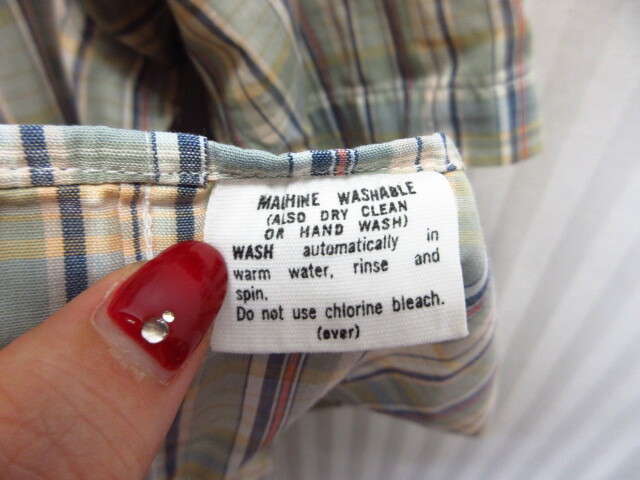 MACHINE WASHABLE
(ALSO DRY CLEAN
OR HAND WASH)
WASH automatically in
warm water, rinse and
spin.
Do not use chlorine bleach.
(over)